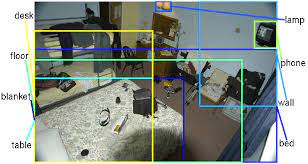 desk
lamp
floor
phone
blanket
wall
table
bed